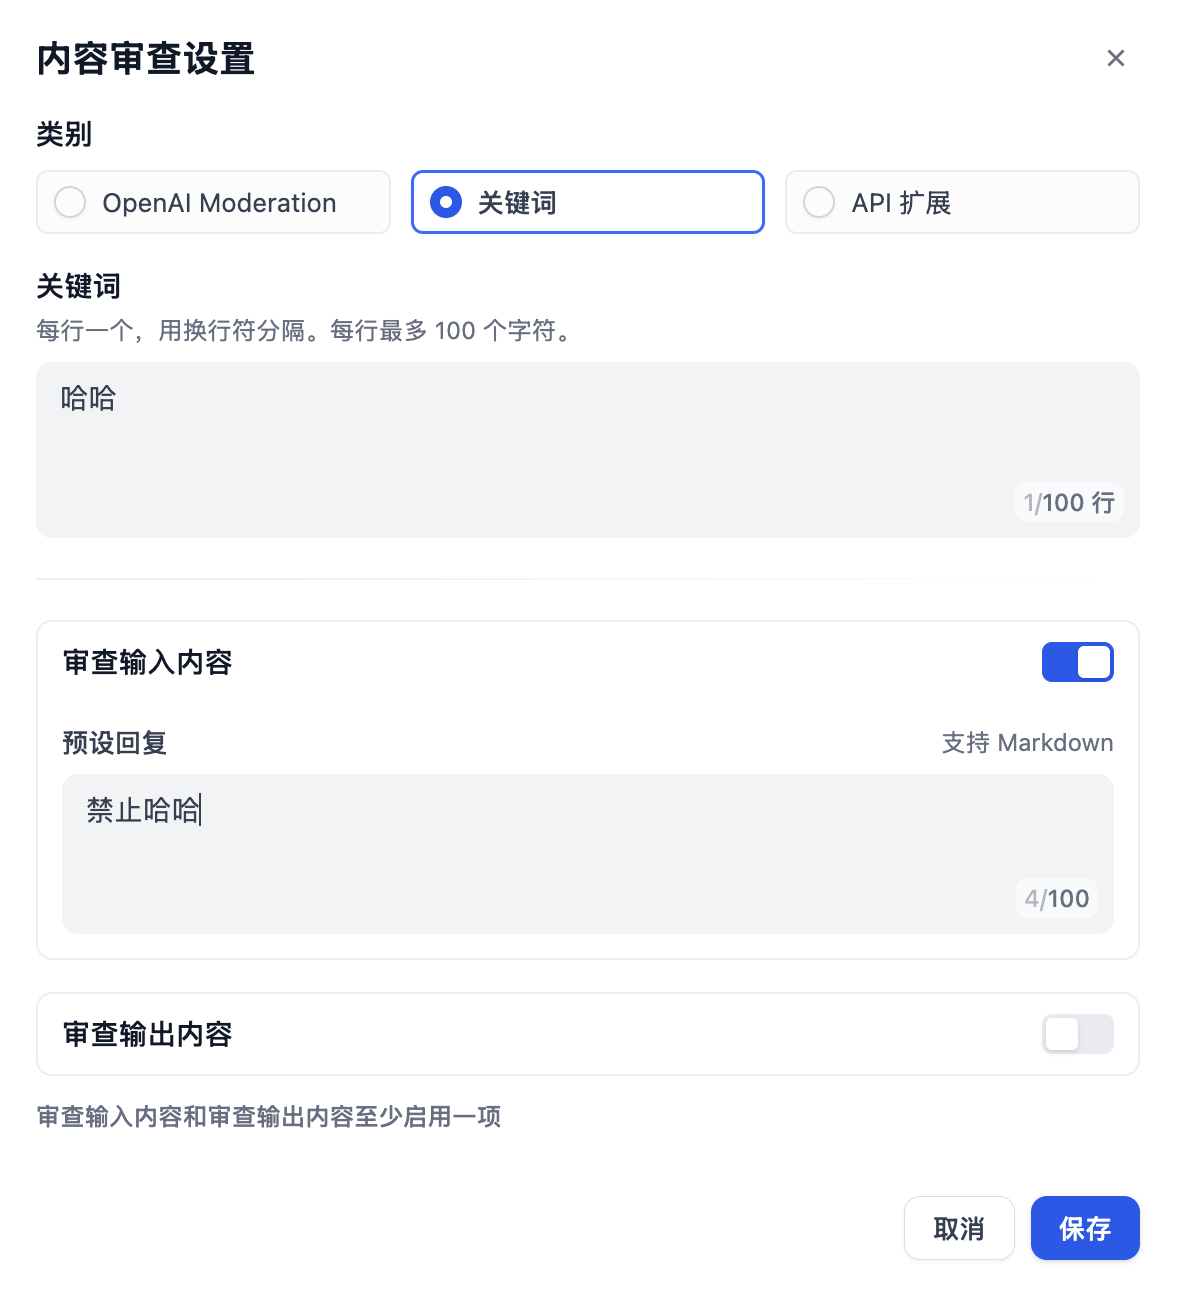 内容审查设置
类别
OpenAI Moderation
关键词
API 扩展
关键词
每行一个，用换行符分隔。每行最多 100 个字符。
哈哈
1/100 行
审查输入内容
预设回复
支持 Markdown
禁止哈哈
4/100
审查输出内容
审查输入内容和审查输出内容至少启用一项
取消
保存